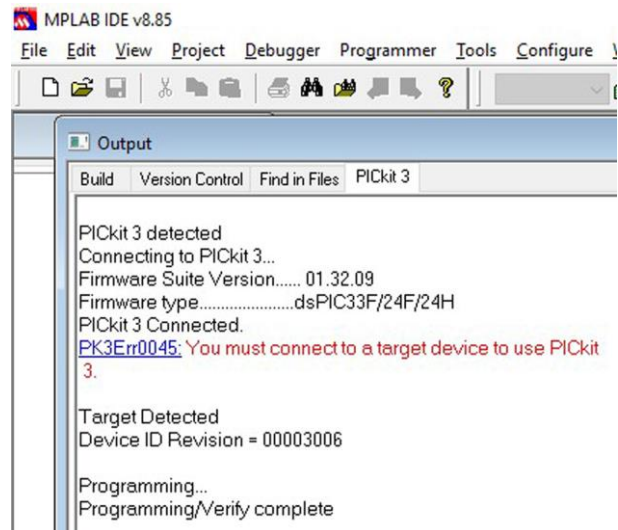 MPLAB IDE v8.85
File Edit View Project Debugger Programmer Tools Configure
Output
Build Version Control Find in Files PICkit 3
PICkit 3 detected
Connecting to PICkit 3...
Firmware Suite Version...... 01.32.09
Firmware type......................dsPIC33F/24F/24H
PICkit 3 Connected.
PK3Err0045: You must connect to a target device to use PICkit
3.
Target Detected
Device ID Revision = 00003006
Programming...
Programming/Verify complete